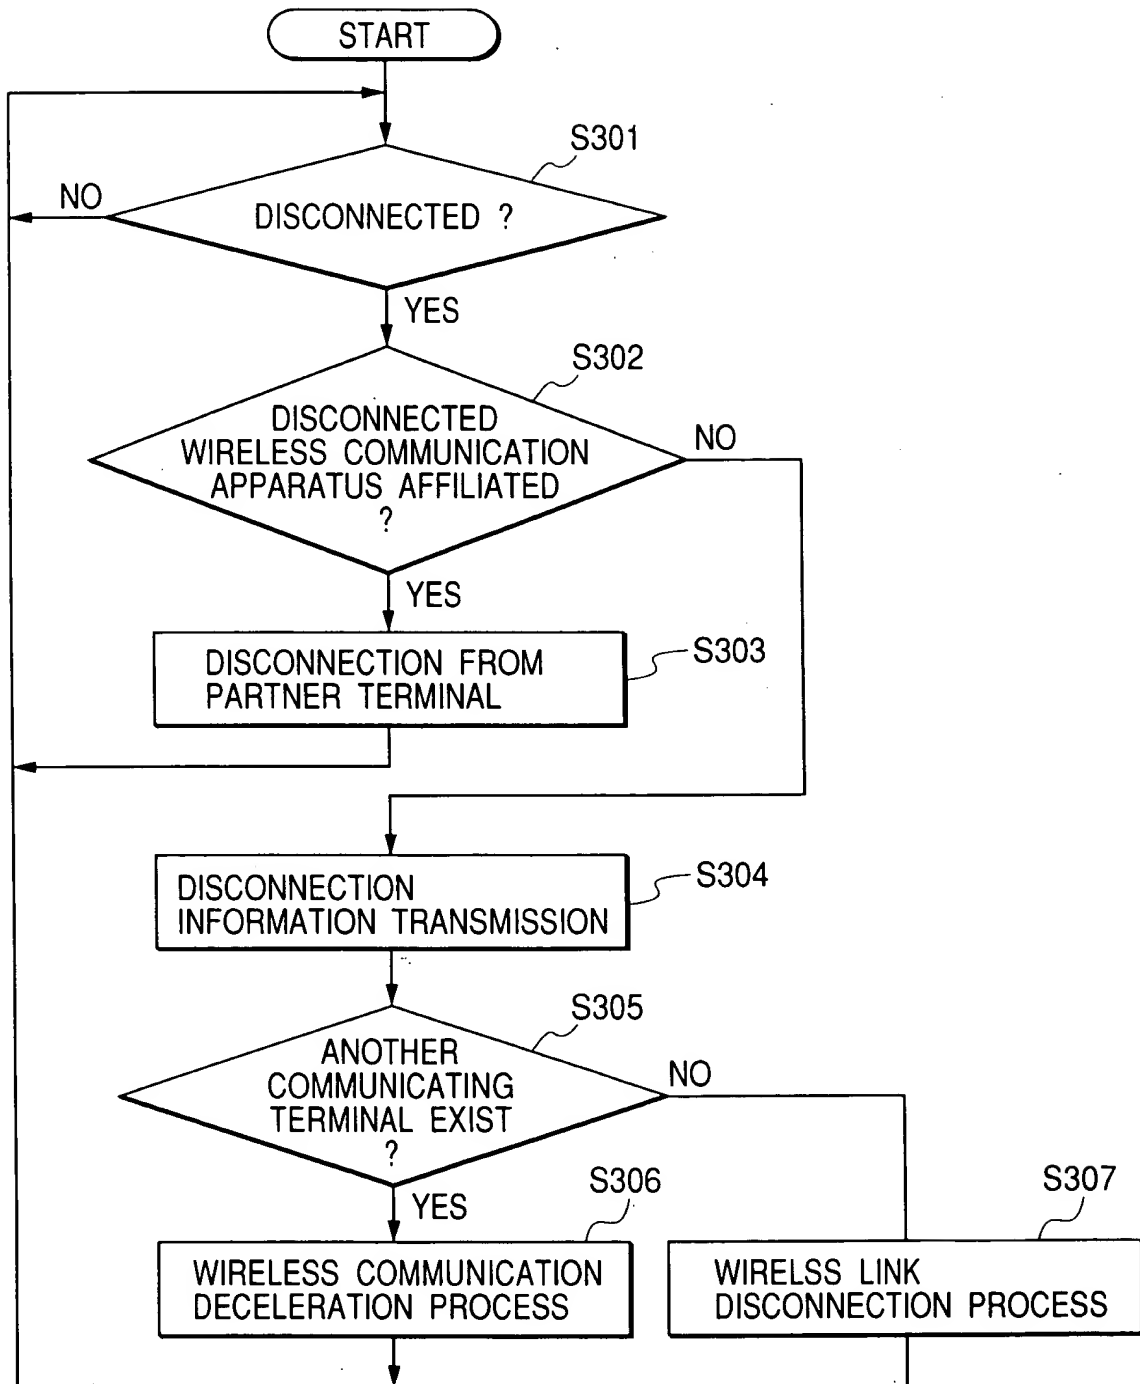 START
S301
NO
DISCONNECTED ?
YES
S302
DISCONNECTED
WIRELESS COMMUNICATION
APPARATUS AFFILIATED
?
NO
YES
S303
DISCONNECTION FROM
PARTNER TERMINAL
S304
DISCONNECTION
INFORMATION TRANSMISSION
S305
ANOTHER
COMMUNICATING
TERMINAL EXIST
?
NO
YES
S306
S307
WIRELESS COMMUNICATION
DECELERATION PROCESS
WIRELSS LINK
DISCONNECTION PROCESS